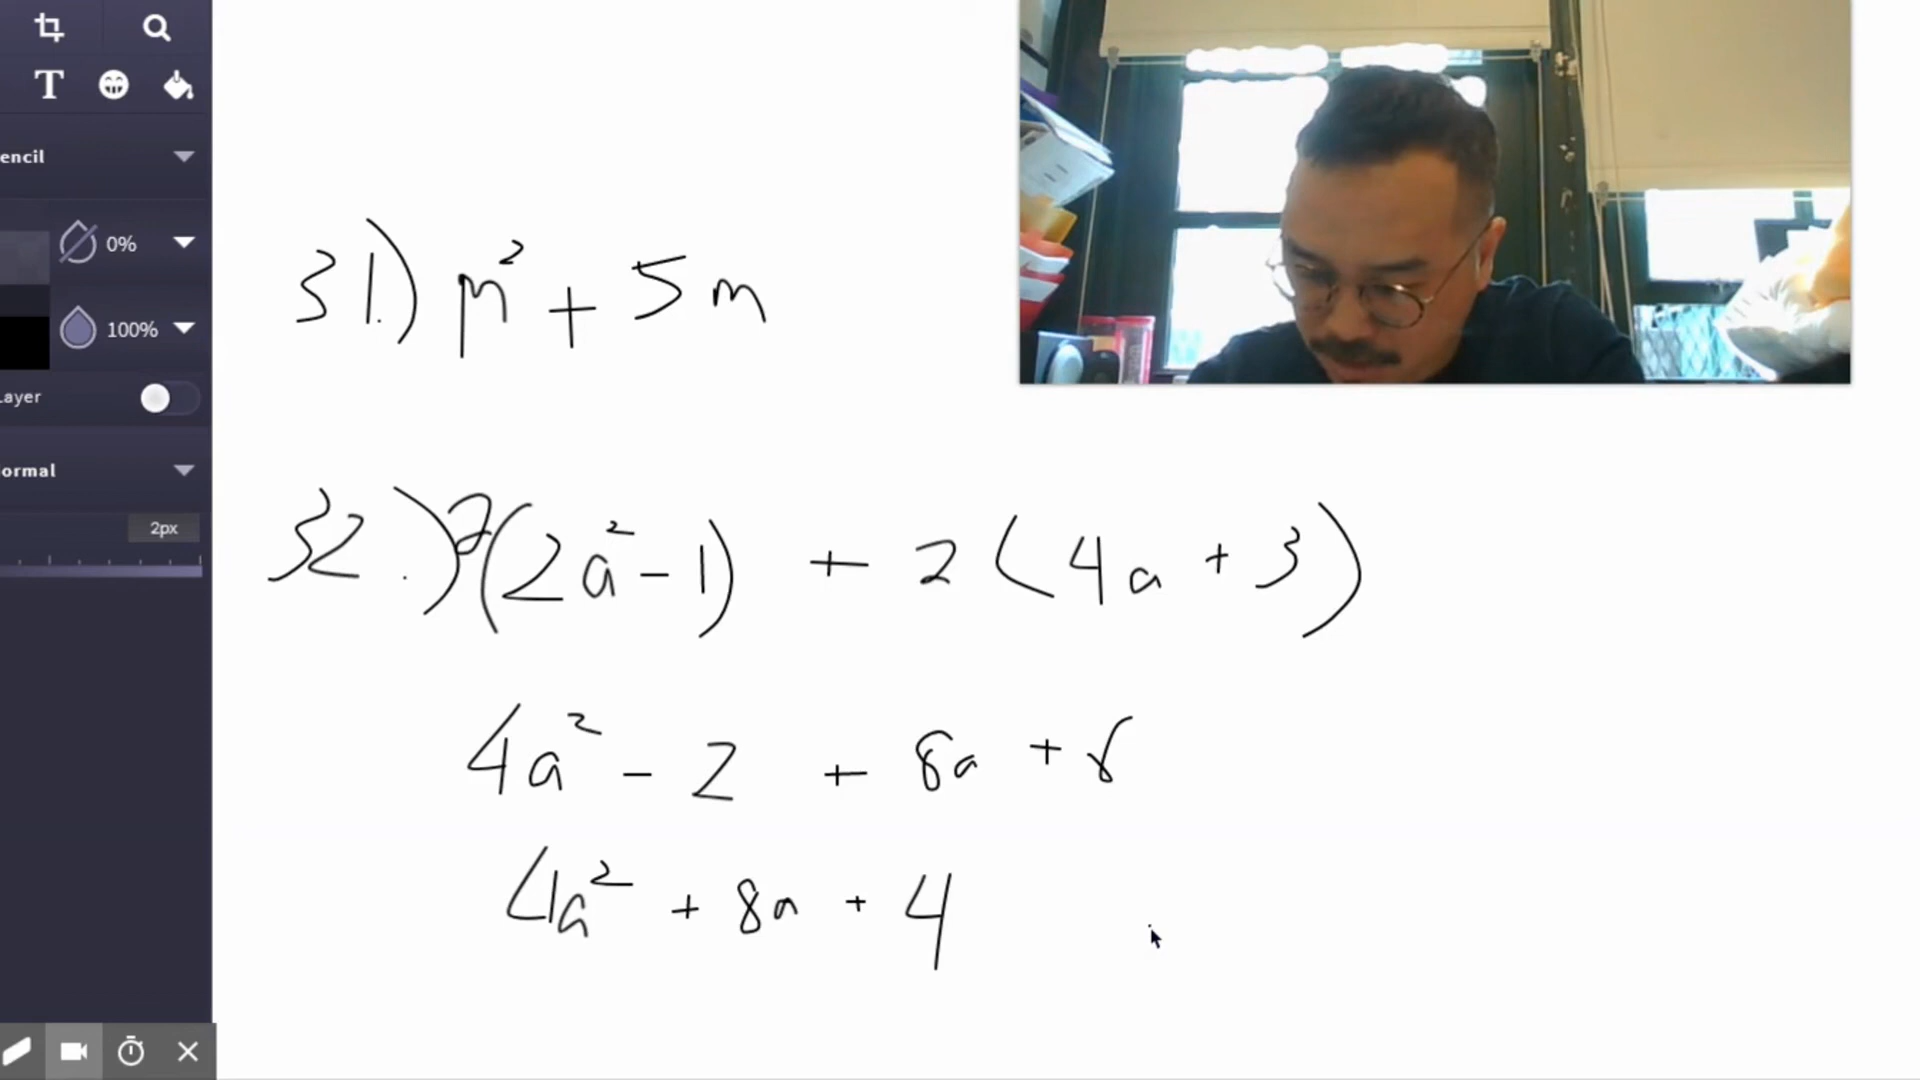 T
encil
0%
100%
Layer
ormal
2px
31.) m² + 5m
32.) 2(2a² - 1) + 2(4a + 3)
4a² - 2 + 8a + 6
4a² + 8a + 4